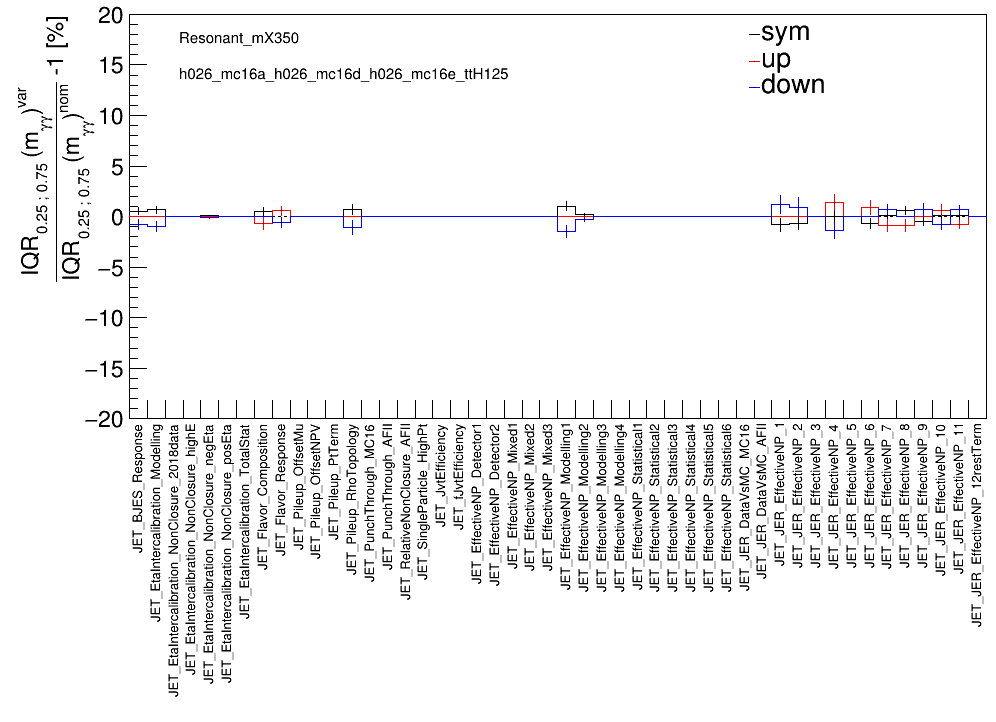 IQR0.25 ; 0.75 (mγγ)var
IQR0.25 ; 0.75 (mγγ)nom -1 [%]
20
15
10
5
0
−5
−10
−15
−20
Resonant_mX350
h026_mc16a_h026_mc16d_h026_mc16e_ttH125
sym
up
down
JET_BJES_Response
JET_EtaIntercalibration_Modelling
JET_EtaIntercalibration_NonClosure_2018data
JET_EtaIntercalibration_NonClosure_highE
JET_EtaIntercalibration_NonClosure_negEta
JET_EtaIntercalibration_NonClosure_posEta
JET_EtaIntercalibration_TotalStat
JET_Flavor_Composition
JET_Flavor_Response
JET_Pileup_OffsetMu
JET_Pileup_OffsetNPV
JET_Pileup_PtTerm
JET_Pileup_RhoTopology
JET_PunchThrough_MC16
JET_PunchThrough_AFII
JET_RelativeNonClosure_AFII
JET_SingleParticle_HighPt
JET_JvtEfficiency
JET_fJvtEfficiency
JET_EffectiveNP_Detector1
JET_EffectiveNP_Detector2
JET_EffectiveNP_Mixed1
JET_EffectiveNP_Mixed2
JET_EffectiveNP_Mixed3
JET_EffectiveNP_Modelling1
JET_EffectiveNP_Modelling2
JET_EffectiveNP_Modelling3
JET_EffectiveNP_Modelling4
JET_EffectiveNP_Statistical1
JET_EffectiveNP_Statistical2
JET_EffectiveNP_Statistical3
JET_EffectiveNP_Statistical4
JET_EffectiveNP_Statistical5
JET_EffectiveNP_Statistical6
JET_JER_DataVsMC_MC16
JET_JER_DataVsMC_AFII
JET_JER_EffectiveNP_1
JET_JER_EffectiveNP_2
JET_JER_EffectiveNP_3
JET_JER_EffectiveNP_4
JET_JER_EffectiveNP_5
JET_JER_EffectiveNP_6
JET_JER_EffectiveNP_7
JET_JER_EffectiveNP_8
JET_JER_EffectiveNP_9
JET_JER_EffectiveNP_10
JET_JER_EffectiveNP_11
JET_JER_EffectiveNP_12restTerm